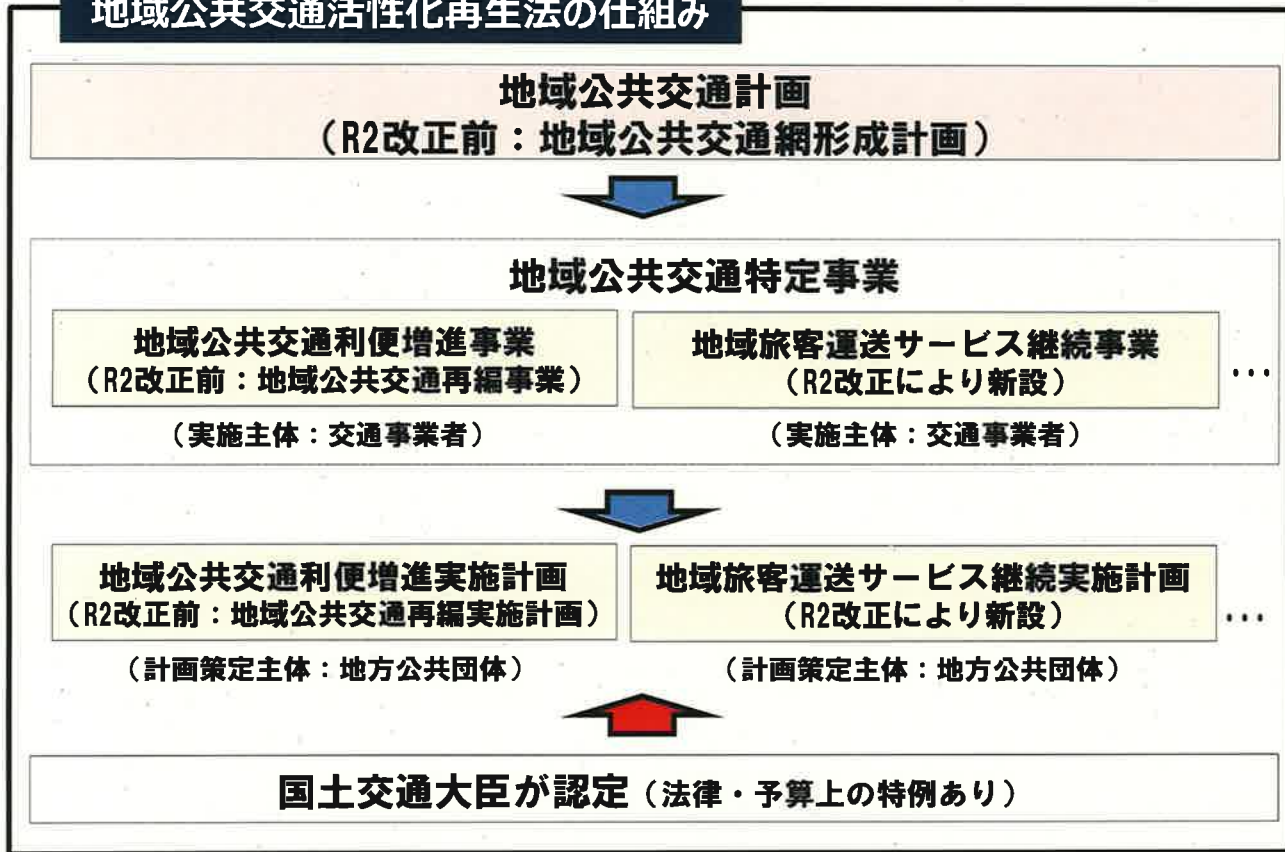 地域公共交通活性化再生法の仕組み
地域公共交通計画
（R2改正前：地域公共交通網形成計画）
地域公共交通特定事業
地域公共交通利便増進事業
（R2改正前：地域公共交通再編事業）
（実施主体：交通事業者）
地域旅客運送サービス継続事業
（R2改正により新設）
（実施主体：交通事業者）
…
地域公共交通利便増進実施計画
（R2改正前：地域公共交通再編実施計画）
（計画策定主体：地方公共団体）
地域旅客運送サービス継続実施計画
（R2改正により新設）
（計画策定主体：地方公共団体）
…
国土交通大臣が認定（法律・予算上の特例あり）